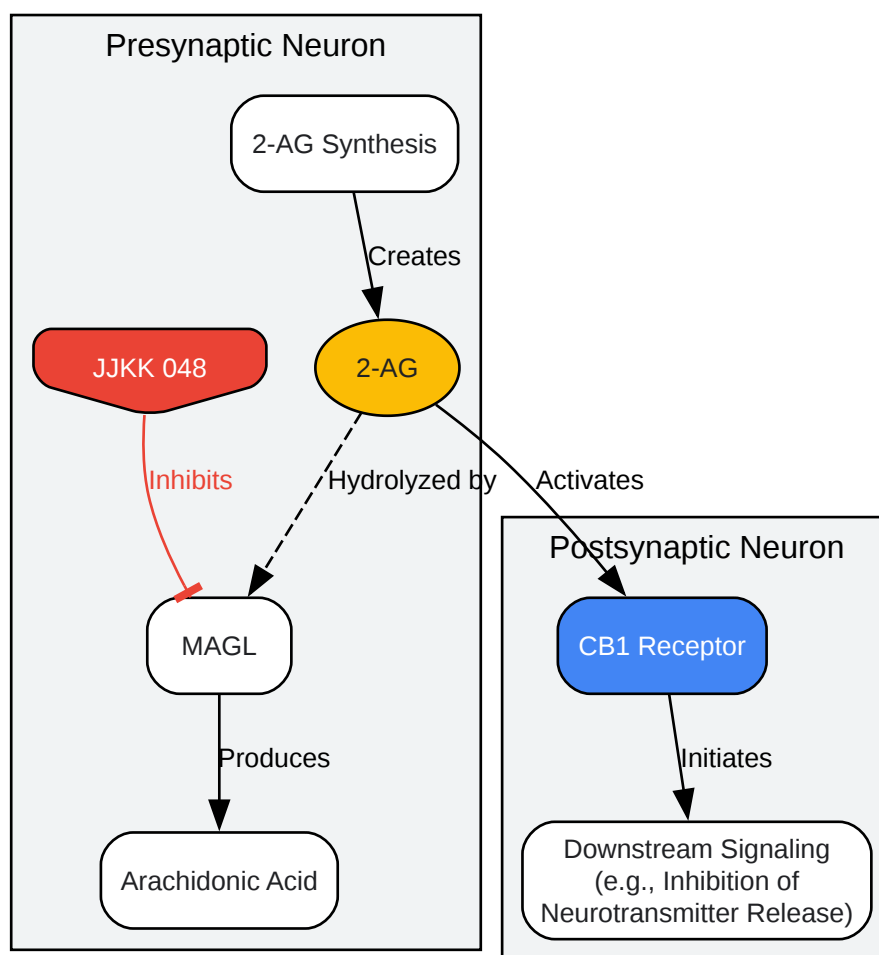 Presynaptic Neuron
2-AG Synthesis
Creates
JJKK 048
2-AG
Inhibits
Hydrolyzed by
Activates
Postsynaptic Neuron
MAGL
CB1 Receptor
Produces
Initiates
Arachidonic Acid
Downstream Signaling
(e.g., Inhibition of
Neurotransmitter Release)